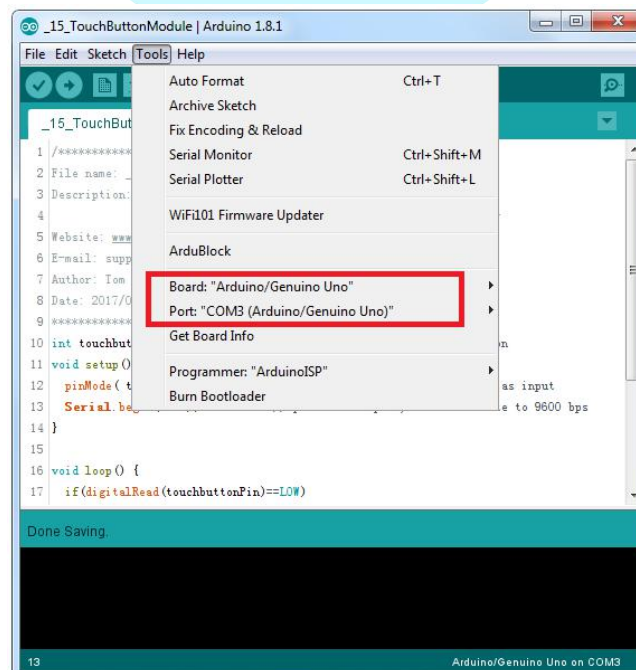 _15_TouchButtonModule | Arduino 1.8.1
File Edit Sketch Tools Help
Auto Format Ctrl+T
Archive Sketch
Fix Encoding & Reload
Serial Monitor Ctrl+Shift+M
Serial Plotter Ctrl+Shift+L
WiFi101 Firmware Updater
ArduBlock
Board: "Arduino/Genuino Uno"
Port: "COM3 (Arduino/Genuino Uno)"
Get Board Info
Programmer: "ArduinoISP"
Burn Bootloader
_15_TouchBut
1 /************
2 File name: _
3 Description:
4
5 Website: www
6 E-mail: supp
7 Author: Tom
8 Date: 2017/0
9 ************
10 int touchbut n
11 void setup()
12 pinMode( t as input
13 Serial.be e to 9600 bps
14 }
15
16 void loop() {
17 if(digitalRead(touchbuttonPin)==LOW)
Done Saving.
13 Arduino/Genuino Uno on COM3